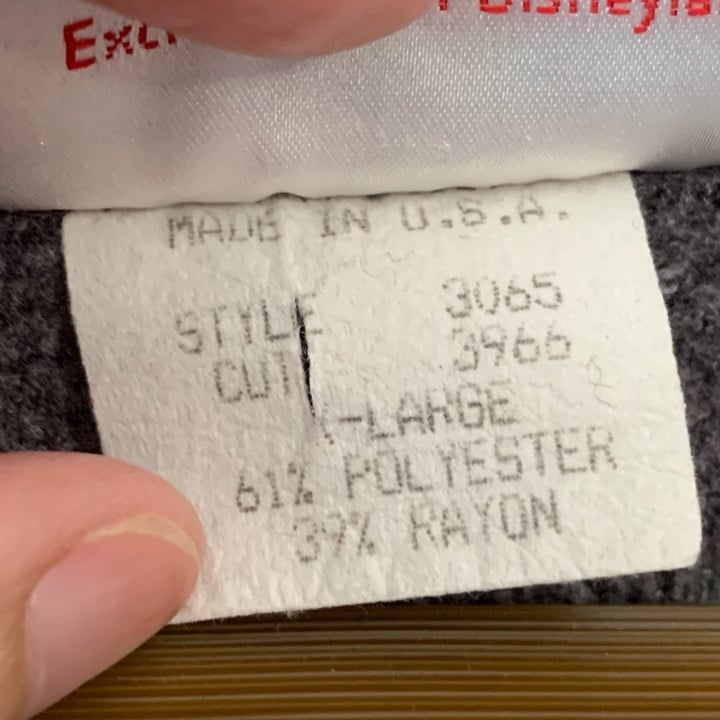 MADE IN U.S.A.
STYLE 3065
CUT 3966
-LARGE
61% POLYESTER
39% RAYON